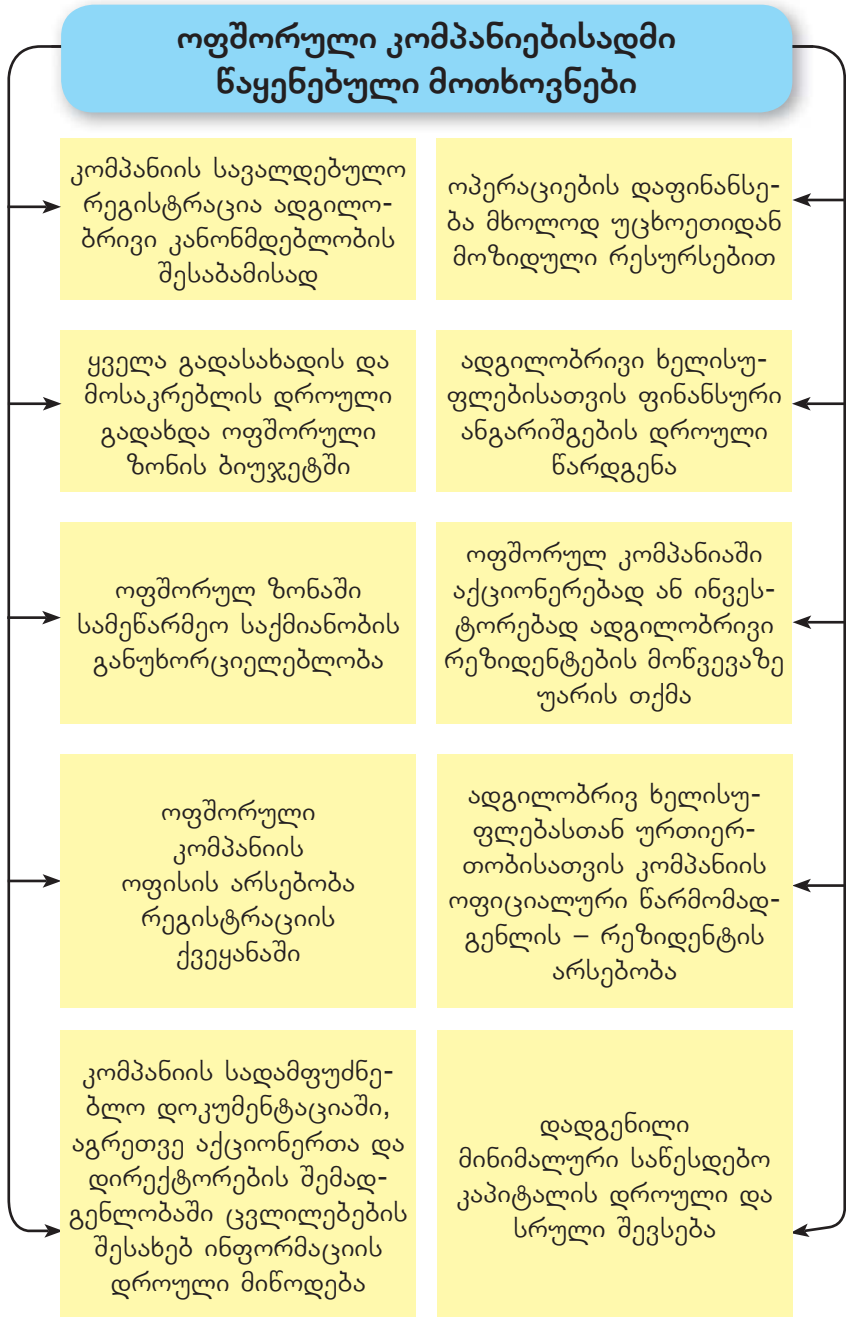 ოფშორული კომპანიებისადმი
წაყენებული მოთხოვნები
კომპანიის სავალდებულო
რეგისტრაცია ადგილო-
ბრივი კანონმდებლობის
შესაბამისად
ოპერაციების დაფინანსე-
ბა მხოლოდ უცხოეთიდან
მოზიდული რესურსებით
ყველა გადასახადის და
მოსაკრებლის დროული
გადახდა ოფშორული
ზონის ბიუჯეტში
ადგილობრივი ხელისუ-
ფლებისათვის ფინანსური
ანგარიშგების დროული
წარდგენა
ოფშორულ ზონაში
სამეწარმეო საქმიანობის
განუხორციელებლობა
ოფშორულ კომპანიაში
აქციონერებად ან ინვეს-
ტორებად ადგილობრივი
რეზიდენტების მოწვევაზე
უარის თქმა
ოფშორული
კომპანიის
ოფისის არსებობა
რეგისტრაციის
ქვეყანაში
ადგილობრივ ხელისუ-
ფლებასთან ურთიერ-
თობისათვის კომპანიის
ოფიციალური წარმომად-
გენლის – რეზიდენტის
არსებობა
კომპანიის სადამფუძნე-
ბლო დოკუმენტაციაში,
აგრეთვე აქციონერთა და
დირექტორების შემად-
გენლობაში ცვლილებების
შესახებ ინფორმაციის
დროული მიწოდება
დადგენილი
მინიმალური საწესდებო
კაპიტალის დროული და
სრული შევსება